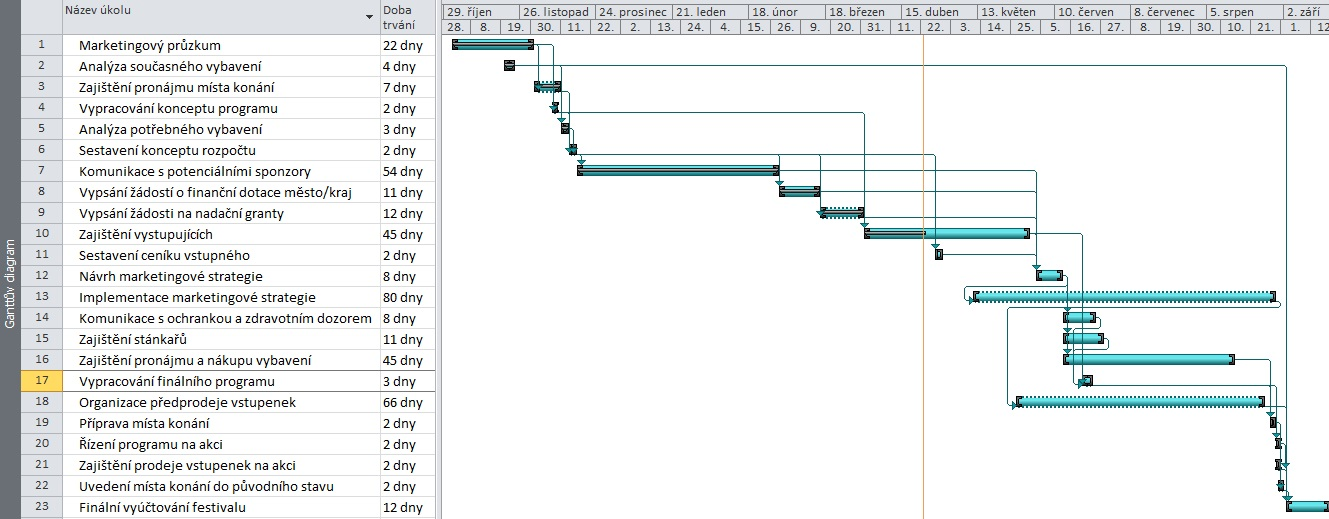 Název úkolu Doba trvání
29. říjen 26. listopad 24. prosinec 21. leden 18. únor 18. březen 15. duben 13. květen 10. červen 8. červenec 5. srpen 2. září
28. 8. 19. 30. 11. 22. 2. 13. 24. 4. 15. 26. 9. 20. 31. 11. 22. 3. 14. 25. 5. 16. 27. 8. 19. 30. 10. 21. 1. 12
1 Marketingový průzkum 22 dny
2 Analýza současného vybavení 4 dny
3 Zajištění pronájmu místa konání 7 dny
4 Vypracování konceptu programu 2 dny
5 Analýza potřebného vybavení 3 dny
6 Sestavení konceptu rozpočtu 2 dny
7 Komunikace s potenciálními sponzory 54 dny
8 Vypsání žádostí o finanční dotace město/kraj 11 dny
9 Vypsání žádosti na nadační granty 12 dny
10 Zajištění vystupujících 45 dny
11 Sestavení ceníku vstupného 2 dny
12 Návrh marketingové strategie 8 dny
13 Implementace marketingové strategie 80 dny
14 Komunikace s ochrankou a zdravotním dozorem 8 dny
15 Zajištění stánkařů 11 dny
16 Zajištění pronájmu a nákupu vybavení 45 dny
17 Vypracování finálního programu 3 dny
18 Organizace předprodeje vstupenek 66 dny
19 Příprava místa konání 2 dny
20 Řízení programu na akci 2 dny
21 Zajištění prodeje vstupenek na akci 2 dny
22 Uvedení místa konání do původního stavu 2 dny
23 Finální vyúčtování festivalu 12 dny
Ganttův diagram